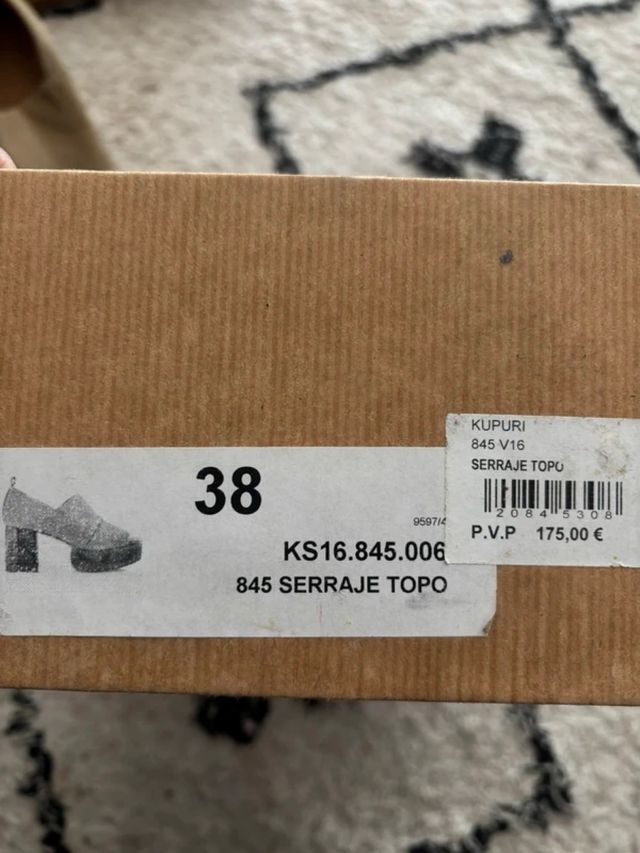 38
9597/4
KS16.845.006
845 SERRAJE TOPO
KUPURI
845 V16
SERRAJE TOPO
2084 5308
P.V.P 175,00 €